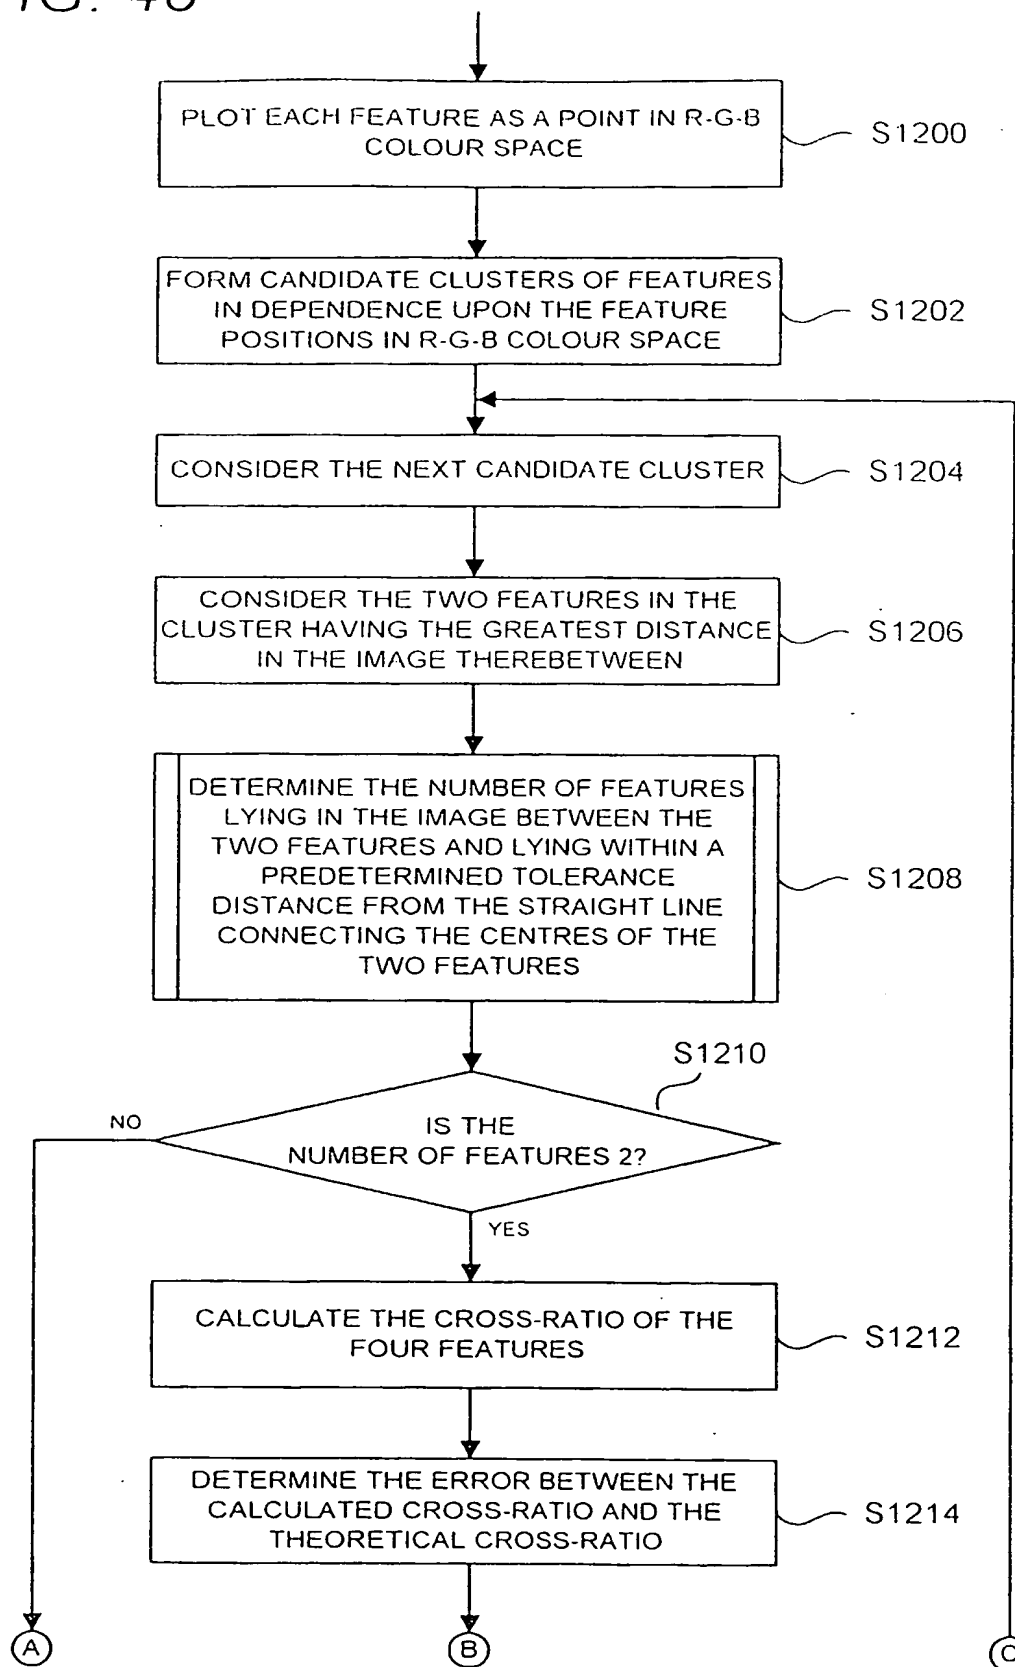 PLOT EACH FEATURE AS A POINT IN R-G-B
COLOUR SPACE
S1200
FORM CANDIDATE CLUSTERS OF FEATURES
IN DEPENDENCE UPON THE FEATURE
POSITIONS IN R-G-B COLOUR SPACE
S1202
CONSIDER THE NEXT CANDIDATE CLUSTER
S1204
CONSIDER THE TWO FEATURES IN THE
CLUSTER HAVING THE GREATEST DISTANCE
IN THE IMAGE THEREBETWEEN
S1206
DETERMINE THE NUMBER OF FEATURES
LYING IN THE IMAGE BETWEEN THE
TWO FEATURES AND LYING WITHIN A
PREDETERMINED TOLERANCE
DISTANCE FROM THE STRAIGHT LINE
CONNECTING THE CENTRES OF THE
TWO FEATURES
S1208
S1210
NO
IS THE
NUMBER OF FEATURES 2?
YES
CALCULATE THE CROSS-RATIO OF THE
FOUR FEATURES
S1212
DETERMINE THE ERROR BETWEEN THE
CALCULATED CROSS-RATIO AND THE
THEORETICAL CROSS-RATIO
S1214
A
B
C